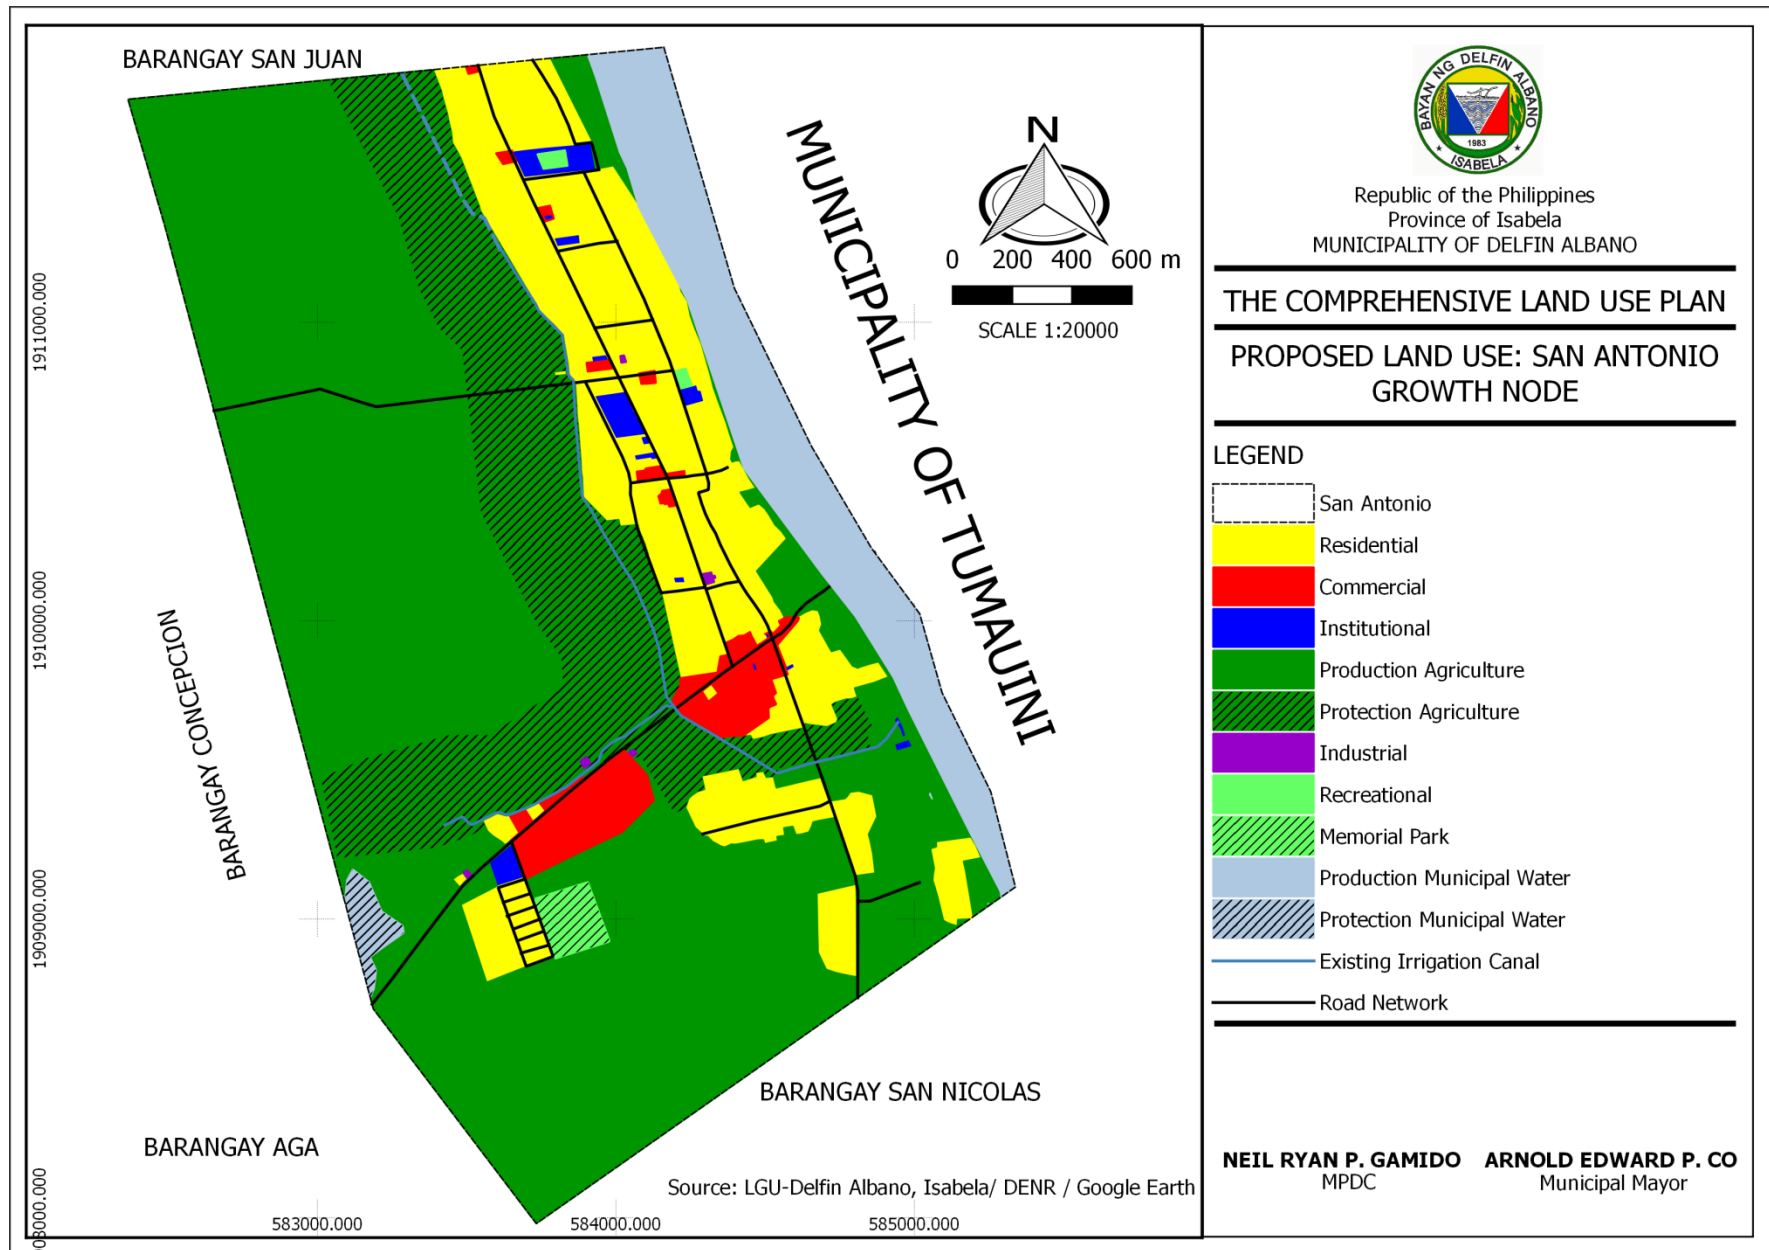 BARANGAY SAN JUAN
MUNICIPALITY OF TUMAUINI
N
0 200 400 600 m
SCALE 1:20000
1911000.000
1910000.000
1909000.000
BARANGAY CONCEPCION
BARANGAY SAN NICOLAS
BARANGAY AGA
Source: LGU-Delfin Albano, Isabela/ DENR / Google Earth
583000.000
584000.000
585000.000
BAYAN NG DELFIN ALBANO
1983
ISABELA
Republic of the Philippines
Province of Isabela
MUNICIPALITY OF DELFIN ALBANO
THE COMPREHENSIVE LAND USE PLAN
PROPOSED LAND USE: SAN ANTONIO
GROWTH NODE
LEGEND
San Antonio
Residential
Commercial
Institutional
Production Agriculture
Protection Agriculture
Industrial
Recreational
Memorial Park
Production Municipal Water
Protection Municipal Water
Existing Irrigation Canal
Road Network
NEIL RYAN P. GAMIDO
MPDC
ARNOLD EDWARD P. CO
Municipal Mayor